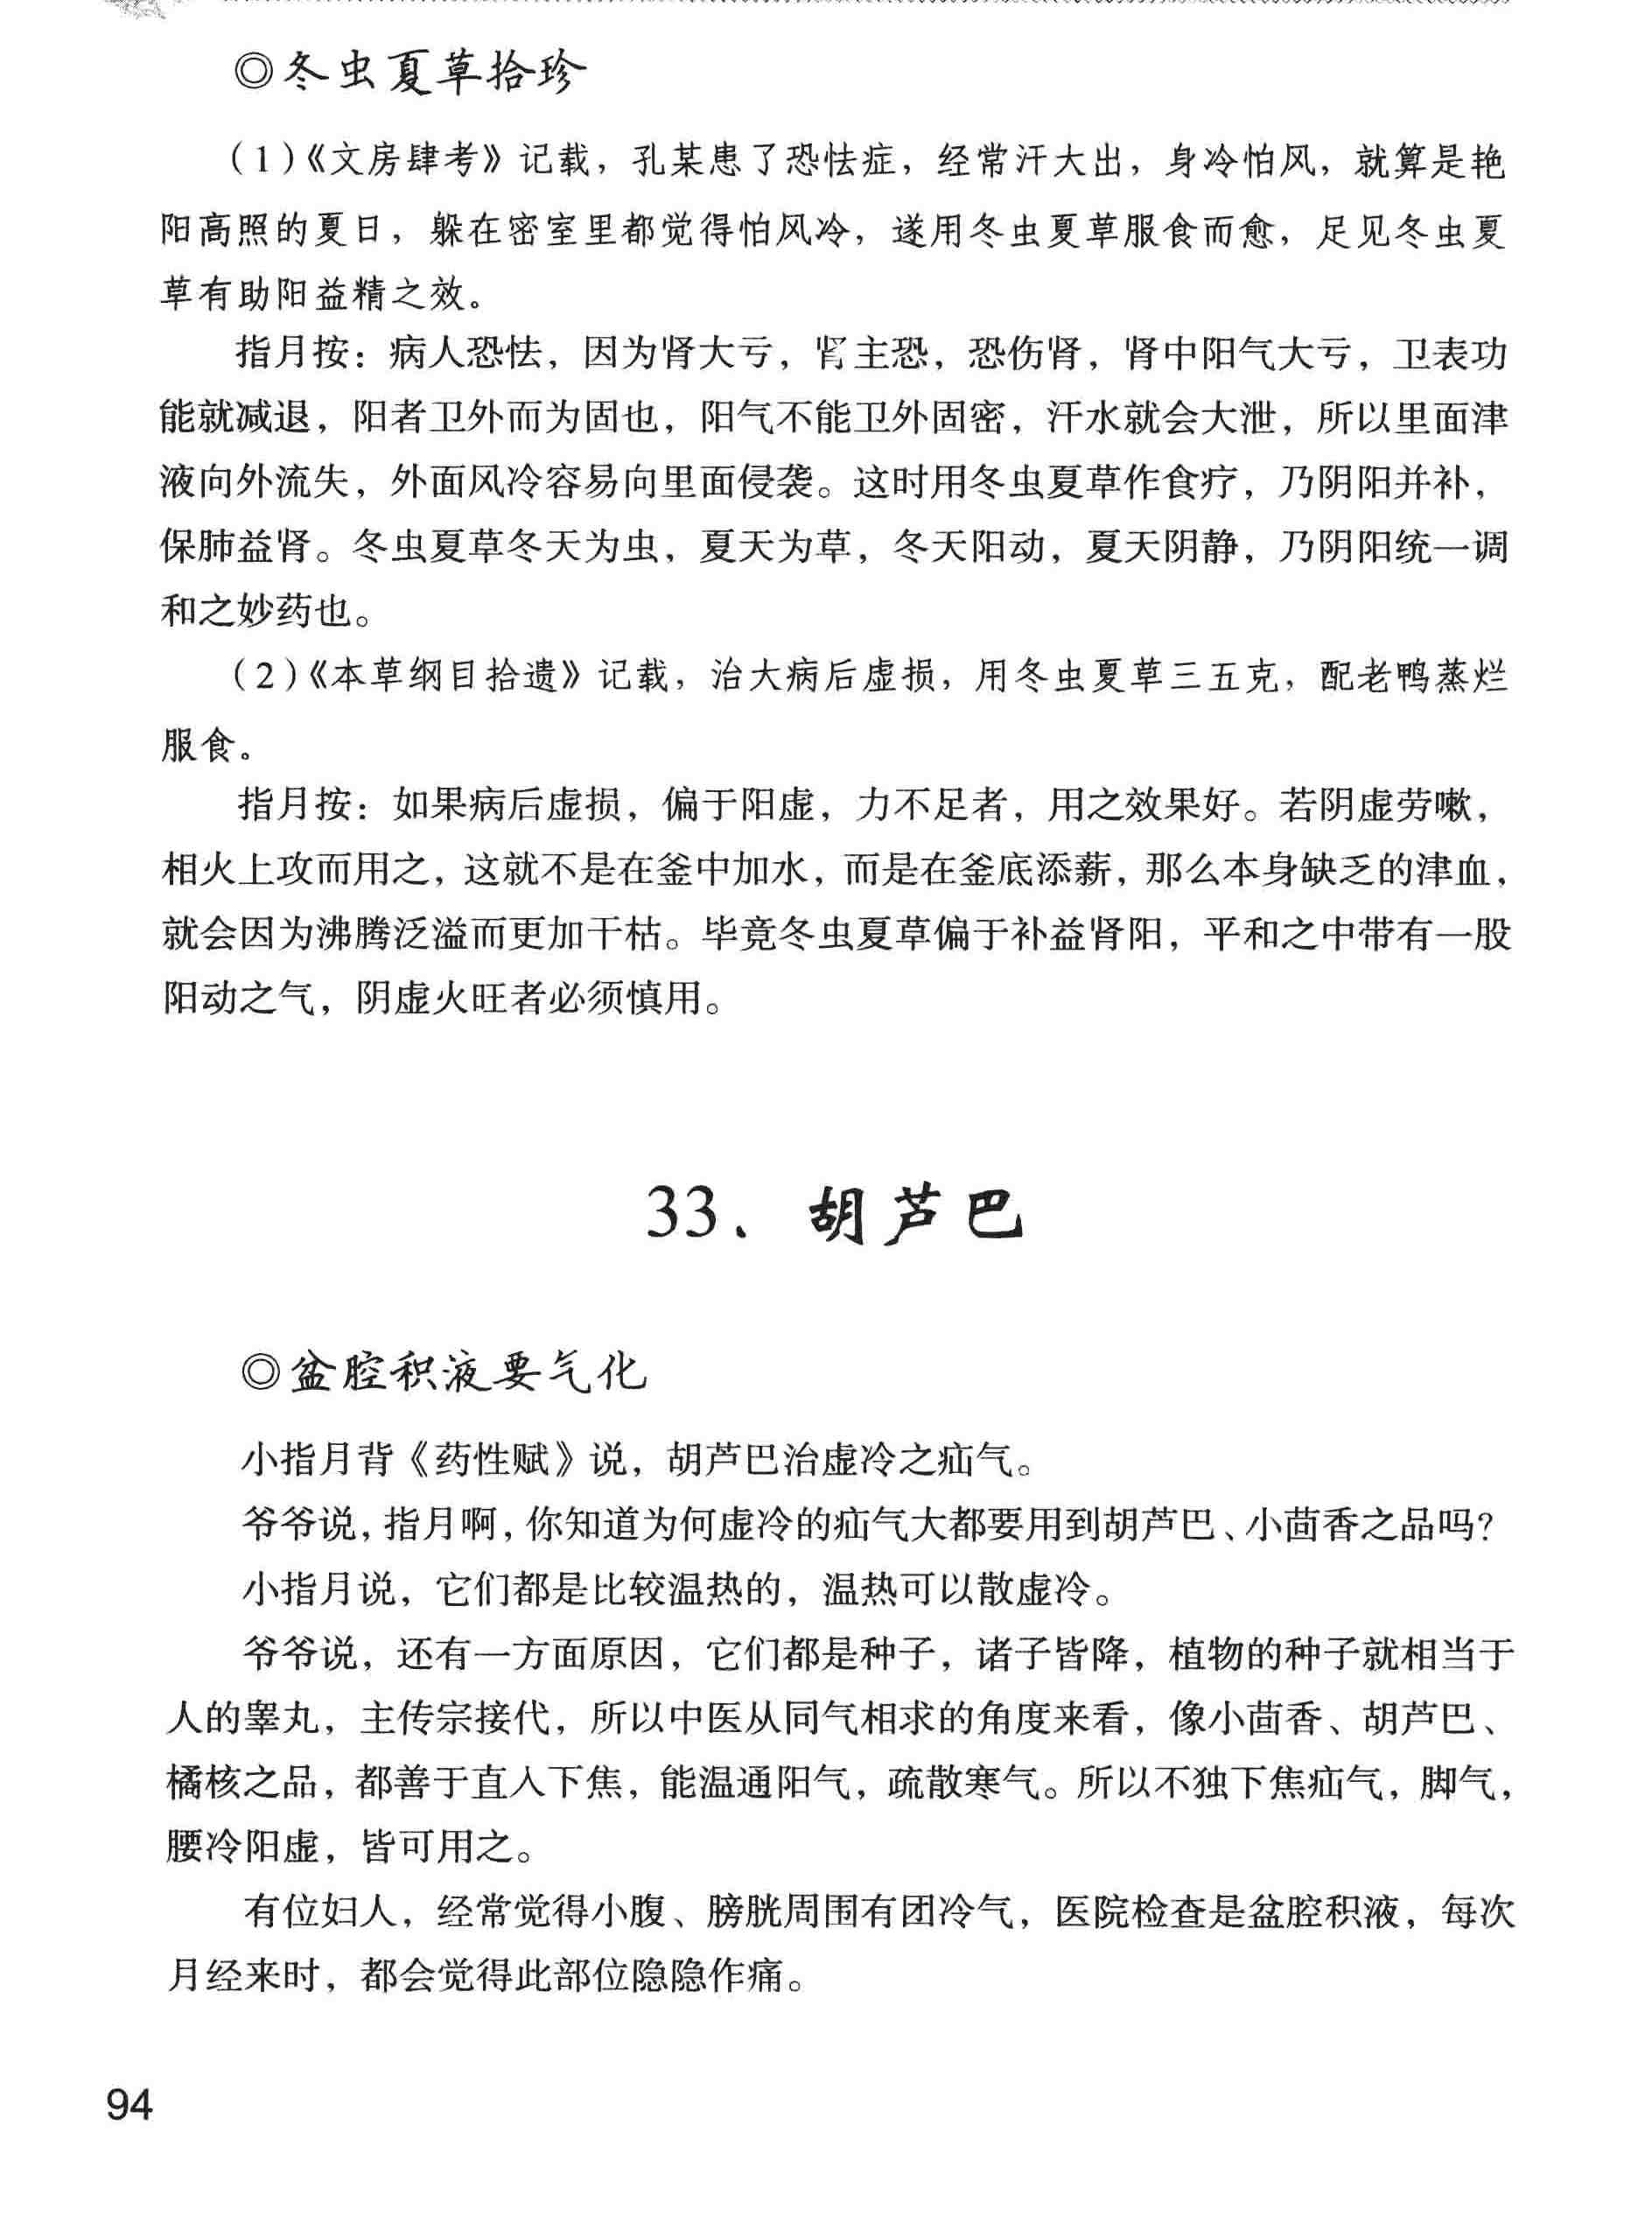 ◎冬虫夏草拾珍
（1）《文房肆考》记载，孔某患了恐怯症，经常汗大出，身冷怕风，就算是艳
阳高照的夏日，躲在密室里都觉得怕风冷，遂用冬虫夏草服食而愈，足见冬虫夏
草有助阳益精之效。
指月按：病人恐怯，因为肾大亏，肾主恐，恐伤肾，肾中阳气大亏，卫表功
能就减退，阳者卫外而为固也，阳气不能卫外固密，汗水就会大泄，所以里面津
液向外流失，外面风冷容易向里面侵袭。这时用冬虫夏草作食疗，乃阴阳并补，
保肺益肾。冬虫夏草冬天为虫，夏天为草，冬天阳动，夏天阴静，乃阴阳统一调
和之妙药也。
（2）《本草纲目拾遗》记载，治大病后虚损，用冬虫夏草三五克，配老鸭蒸烂
服食。
指月按：如果病后虚损，偏于阳虚，力不足者，用之效果好。若阴虚劳嗽，
相火上攻而用之，这就不是在釜中加水，而是在釜底添薪，那么本身缺乏的津血，
就会因为沸腾泛溢而更加干枯。毕竟冬虫夏草偏于补益肾阳，平和之中带有一股
阳动之气，阴虚火旺者必须慎用。
33、胡芦巴
◎盆腔积液要气化
小指月背《药性赋》说，胡芦巴治虚冷之疝气。
爷爷说，指月啊，你知道为何虚冷的疝气大都要用到胡芦巴、小茴香之品吗？
小指月说，它们都是比较温热的，温热可以散虚冷。
爷爷说，还有一方面原因，它们都是种子，诸子皆降，植物的种子就相当于
人的睾丸，主传宗接代，所以中医从同气相求的角度来看，像小茴香、胡芦巴、
橘核之品，都善于直入下焦，能温通阳气，疏散寒气。所以不独下焦疝气，脚气，
腰冷阳虚，皆可用之。
有位妇人，经常觉得小腹、膀胱周围有团冷气，医院检查是盆腔积液，每次
月经来时，都会觉得此部位隐隐作痛。
94